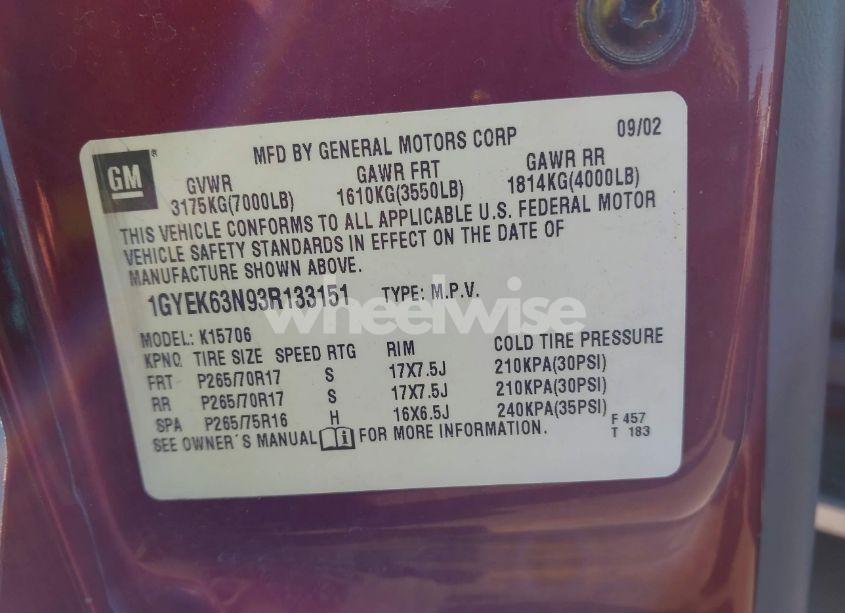 GM®
MFD BY GENERAL MOTORS CORP 09/02
GVWR GAWR FRT GAWR RR
3175KG(7000LB) 1610KG(3550LB) 1814KG(4000LB)
THIS VEHICLE CONFORMS TO ALL APPLICABLE U.S. FEDERAL MOTOR
VEHICLE SAFETY STANDARDS IN EFFECT ON THE DATE OF
MANUFACTURE SHOWN ABOVE.
1GYEK63N93R133151 TYPE: M.P.V.
wheelwise
MODEL: K15706
KPNO TIRE SIZE SPEED RTG RIM COLD TIRE PRESSURE
FRT P265/70R17 S 17X7.5J 210KPA(30PSI)
RR P265/70R17 S 17X7.5J 210KPA(30PSI)
SPA P265/75R16 H 16X6.5J 240KPA(35PSI)
SEE OWNER´S MANUAL FOR MORE INFORMATION.
F 457
T 183